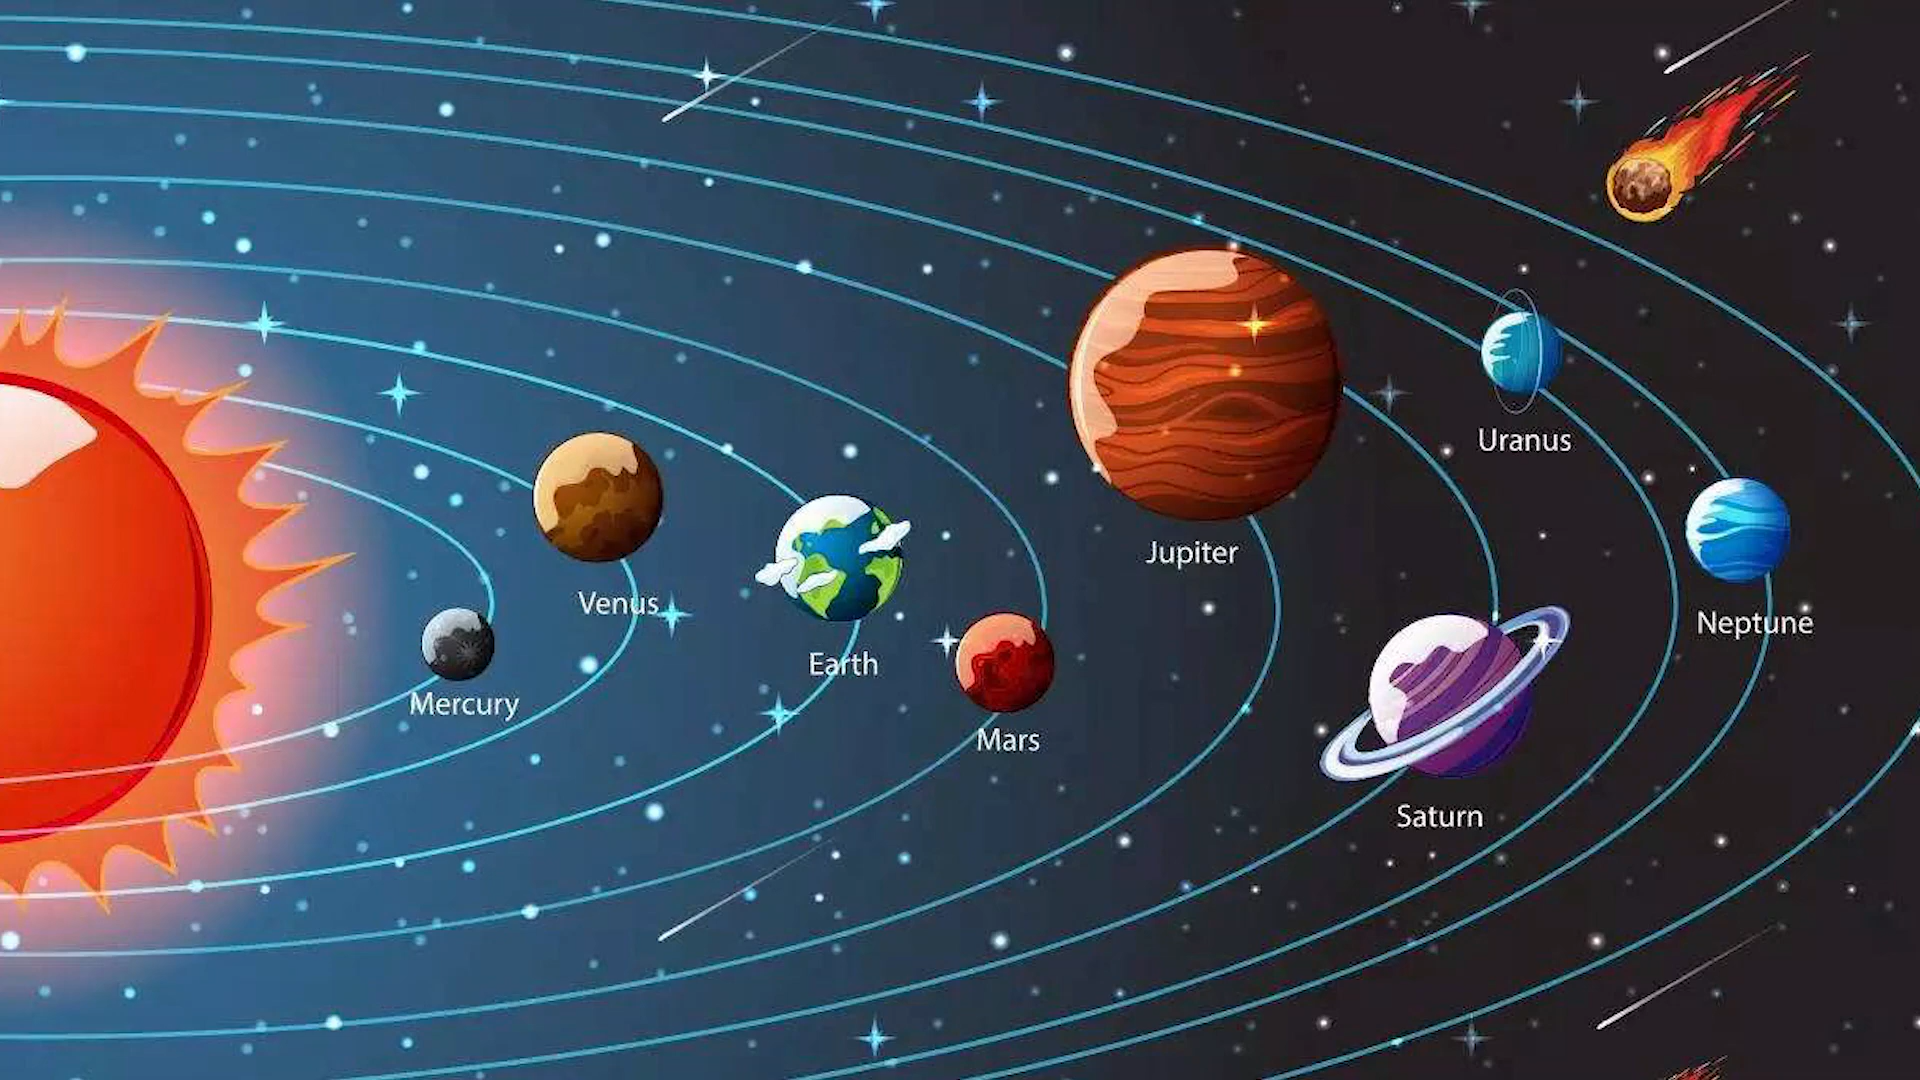 Mercury
Venus
Earth
Mars
Jupiter
Saturn
Uranus
Neptune